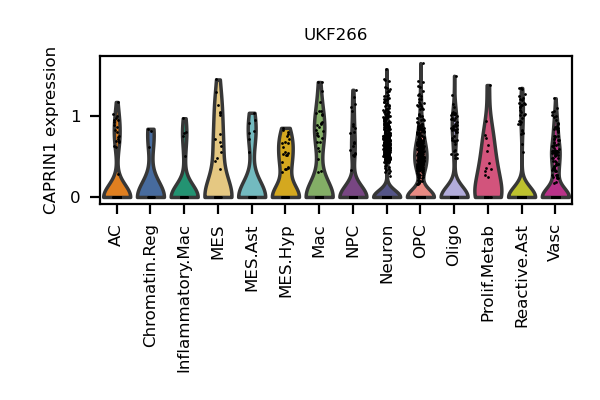 UKF266
CAPRIN1 expression
1
0
AC
Chromatin.Reg
Inflammatory.Mac
MES
MES.Ast
MES.Hyp
Mac
NPC
Neuron
OPC
Oligo
Prolif.Metab
Reactive.Ast
Vasc